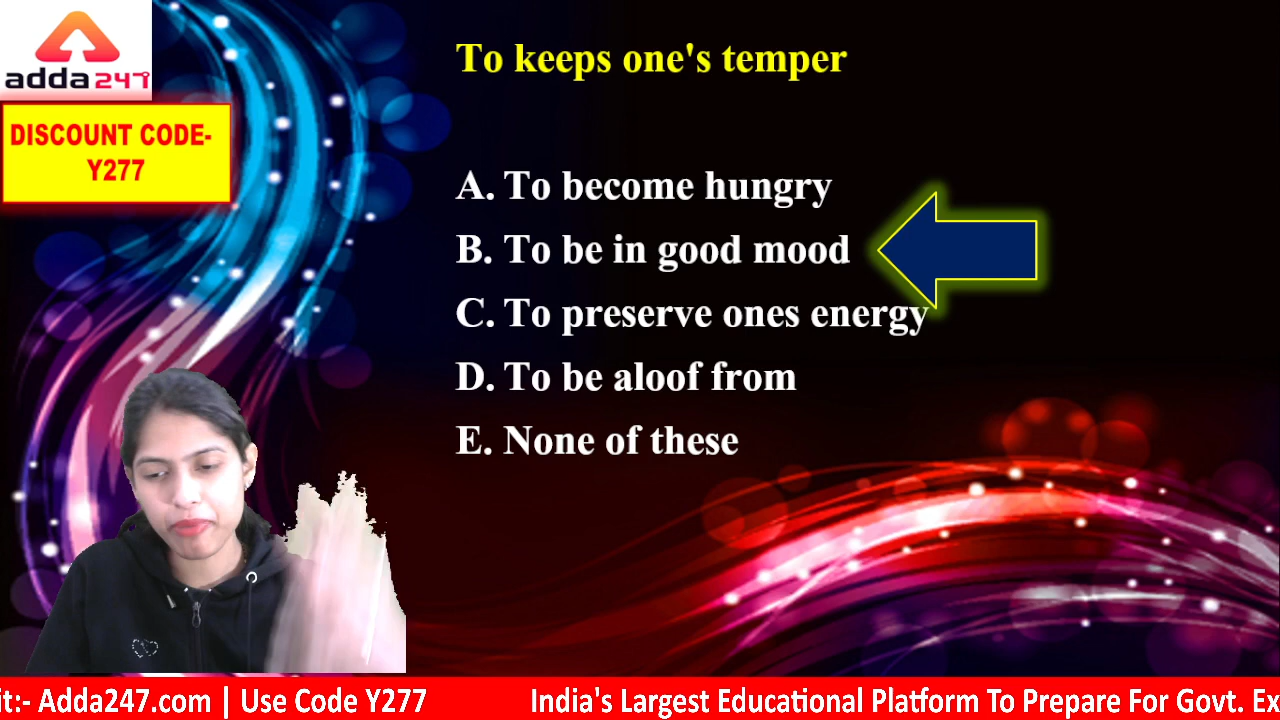 adda247
DISCOUNT CODE-
Y277
To keeps one's temper
A. To become hungry
B. To be in good mood
C. To preserve ones energy
D. To be aloof from
E. None of these
it:- Adda247.com | Use Code Y277 India's Largest Educational Platform To Prepare For Govt. Ex